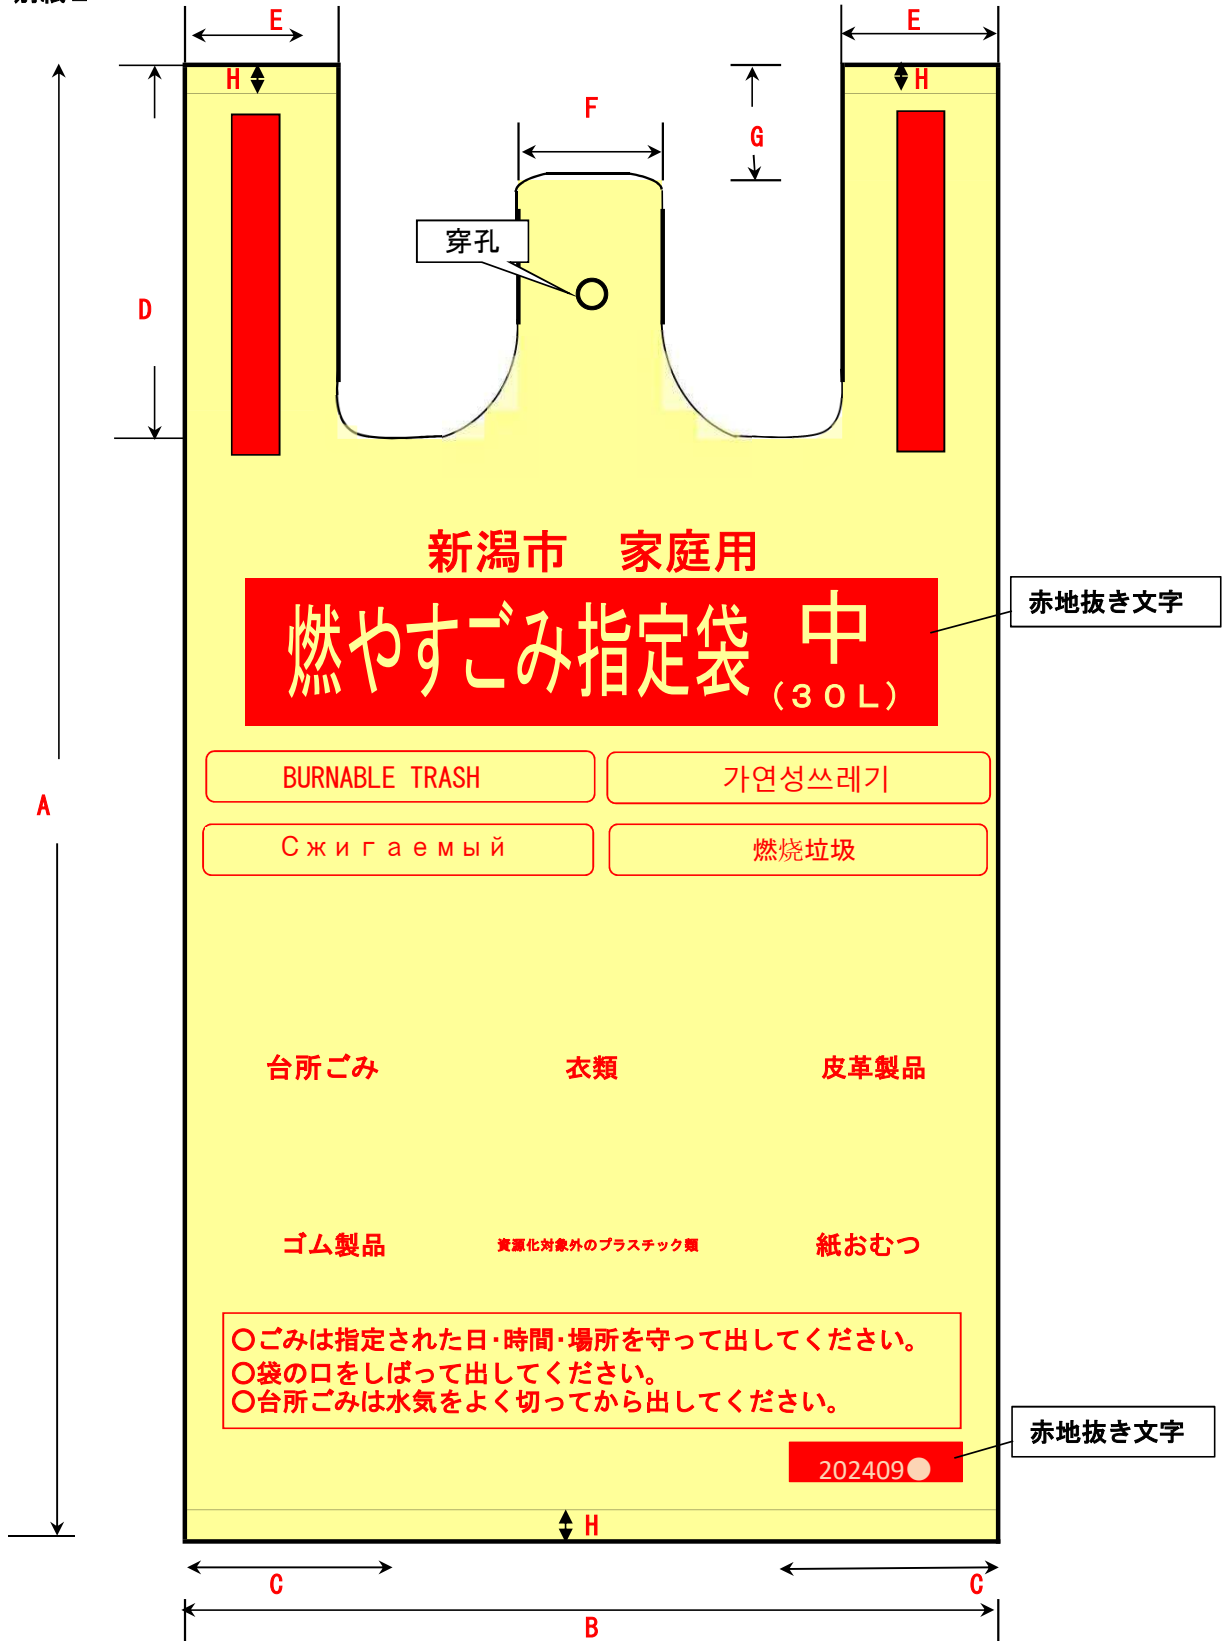 E
E
H
H
F
G
穿孔
D
新潟市　家庭用
燃やすごみ指定袋 中
(30L)
赤地抜き文字
BURNABLE TRASH
가연성쓰레기
A
Сжигаемый
燃烧垃圾
台所ごみ
衣類
皮革製品
ゴム製品
資源化対象外のプラスチック類
紙おむつ
○ごみは指定された日・時間・場所を守って出してください。
○袋の口をしばって出してください。
○台所ごみは水気をよく切ってから出してください。
赤地抜き文字
202409●
H
C
C
B